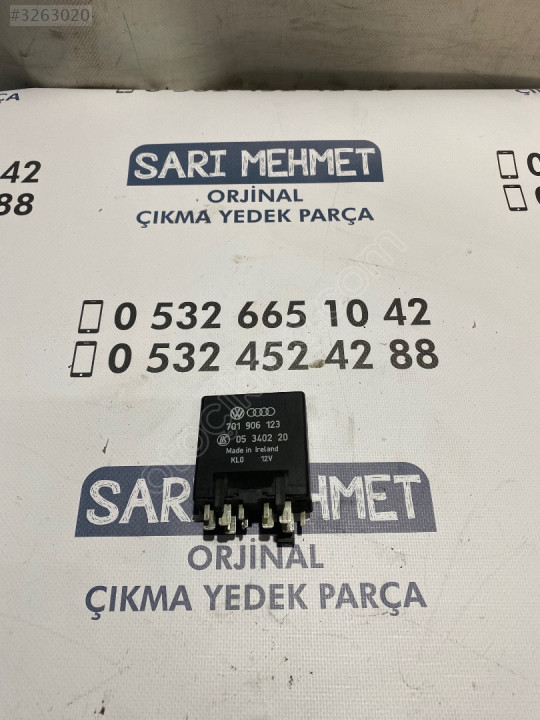 #3263020
ÇA
42
88
SARI MEHMET
ORJİNAL
ÇIKMA YEDEK PARÇA
0
0 532 665 10 42
0 532 452 42 88
701 906 123
05 3402 20
Made in Ireland
KL0 12V
SARI MEHMET
ORJİNAL
ÇIKMA YEDEK PARÇA